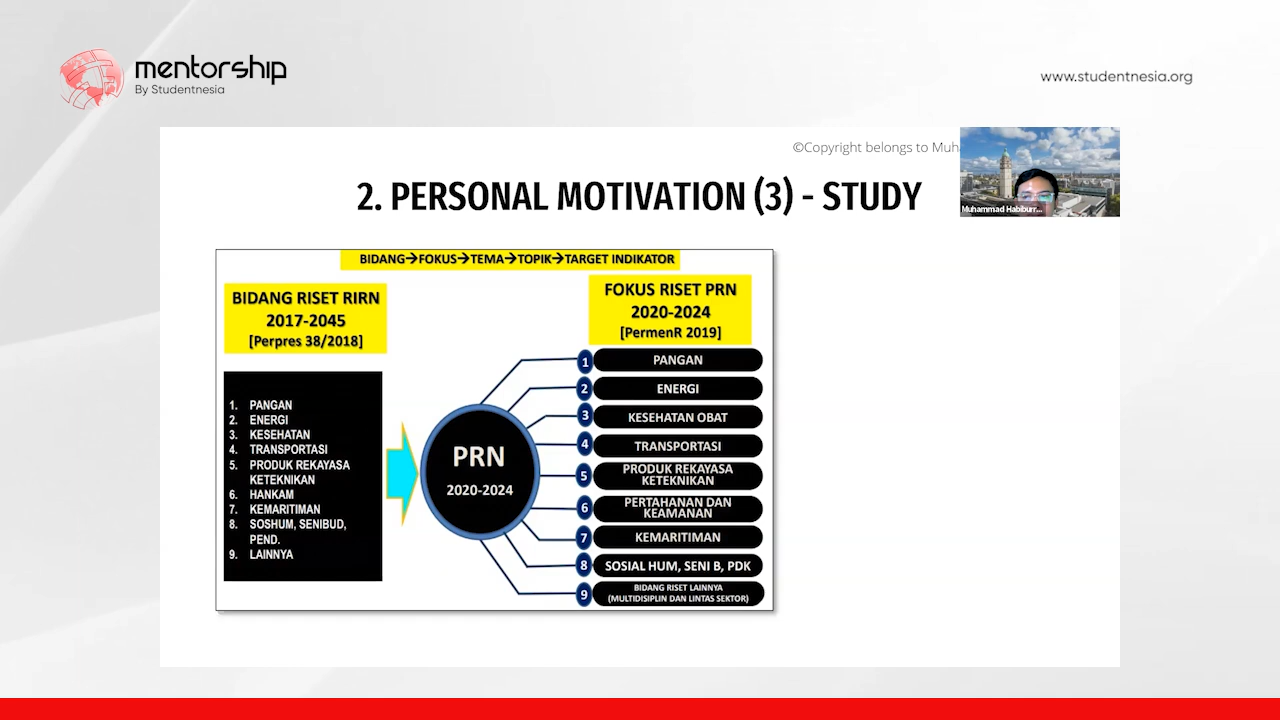 mentorship
By Studentnesia
www.studentnesia.org
©Copyright belongs to
2. PERSONAL MOTIVATION (3) - STUDY
Muhammad Habiburr...
BIDANG→FOKUS→TEMA→TOPIK→TARGET INDIKATOR
BIDANG RISET RIRN
2017-2045
[Perpres 38/2018]
1. PANGAN
2. ENERGI
3. KESEHATAN
4. TRANSPORTASI
5. PRODUK REKAYASA
KETEKNIKAN
6. HANKAM
7. KEMARITIMAN
8. SOSHUM, SENIBUD,
PEND.
9. LAINNYA
PRN
2020-2024
FOKUS RISET PRN
2020-2024
[PermenR 2019]
1 PANGAN
2 ENERGI
3 KESEHATAN OBAT
4 TRANSPORTASI
5 PRODUK REKAYASA
KETEKNIKAN
6 PERTAHANAN DAN
KEAMANAN
7 KEMARITIMAN
8 SOSIAL HUM, SENI B, PDK
9 BIDANG RISET LAINNYA
(MULTIDISIPLIN DAN LINTAS SEKTOR)